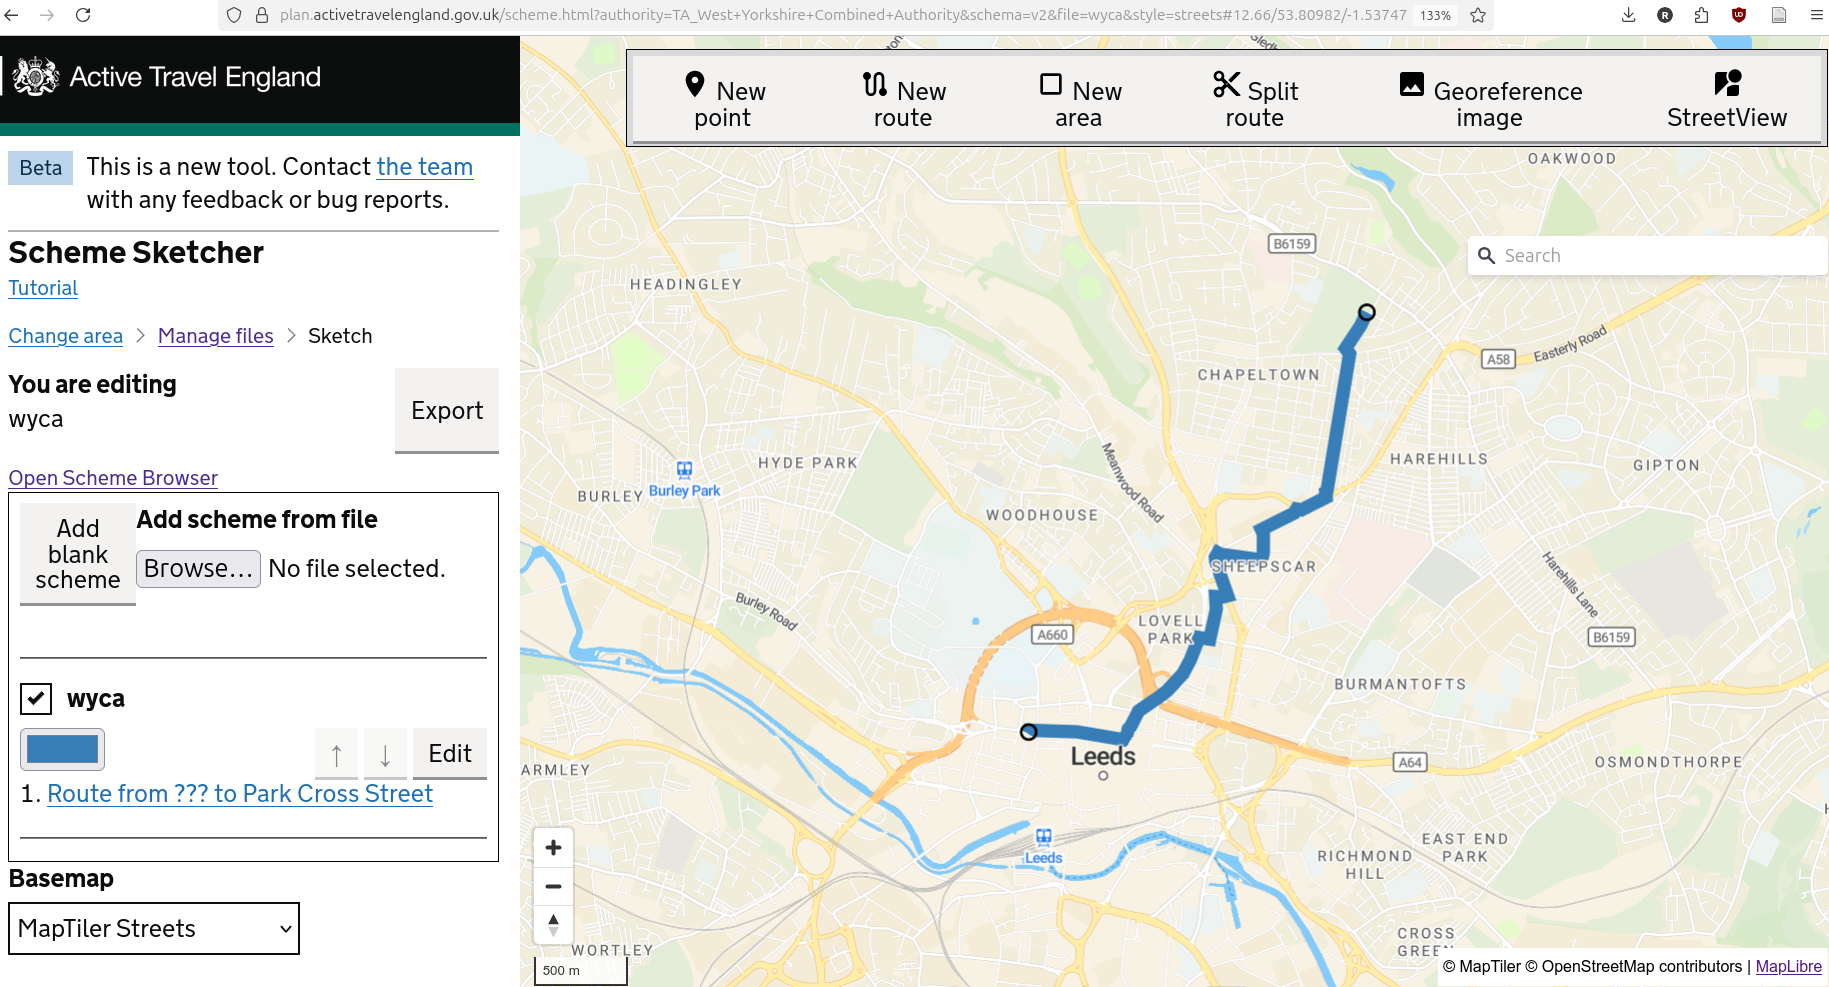 plan.activetravelengland.gov.uk/scheme.html?authority=TA_West+Yorkshire+Combined+Authority&schema=v2&file=wyca&style=streets#12.66/53.80982/-1.53747
133%
Active Travel England
Beta
This is a new tool. Contact the team
with any feedback or bug reports.
Scheme Sketcher
Tutorial
Change area > Manage files > Sketch
You are editing
wyca
Export
Open Scheme Browser
Add
blank
scheme
Add scheme from file
Browse... No file selected.
wyca
↑ ↓ Edit
1. Route from ??? to Park Cross Street
Basemap
MapTiler Streets
New
point
New
route
New
area
Split
route
Georeference
image
StreetView
Search
OAKWOOD
B6159
HEADINGLEY
A58
Easterly Road
CHAPELTOWN
HYDE PARK
HAREHILLS
GIPTON
BURLEY
Burley Park
Meanwood Road
WOODHOUSE
SHEEPSCAR
Harehills Lane
Burley Road
LOVELL
PARK
A660
B6159
BURMANTOFTS
Leeds
A64
OSMONDTHORPE
ARMLEY
Leeds
EAST END
PARK
RICHMOND
HILL
WORTLEY
CROSS
GREEN
500 m
© MapTiler © OpenStreetMap contributors | MapLibre